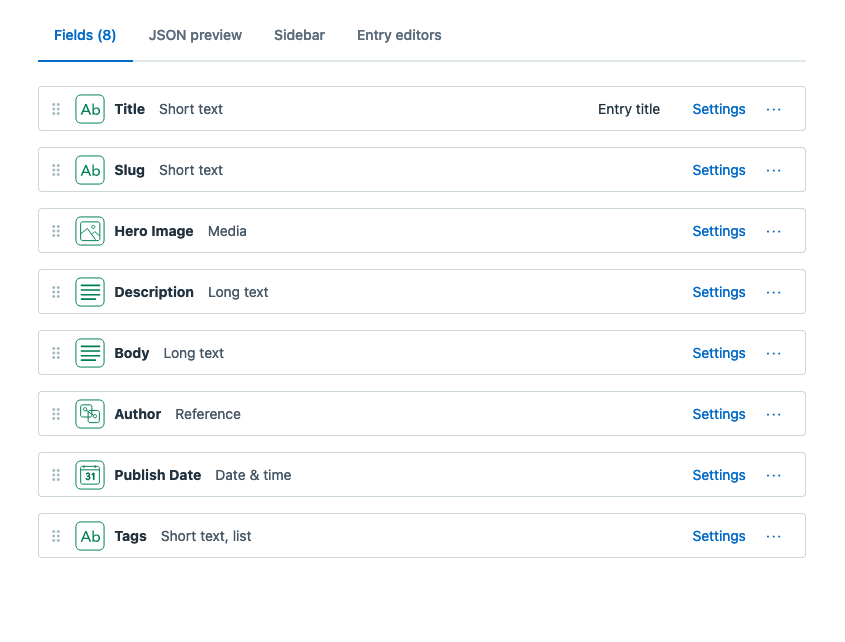 Fields (8) JSON preview Sidebar Entry editors
Ab Title Short text Entry title Settings ...
Ab Slug Short text Settings ...
Hero Image Media Settings ...
Description Long text Settings ...
Body Long text Settings ...
Author Reference Settings ...
31 Publish Date Date & time Settings ...
Ab Tags Short text, list Settings ...